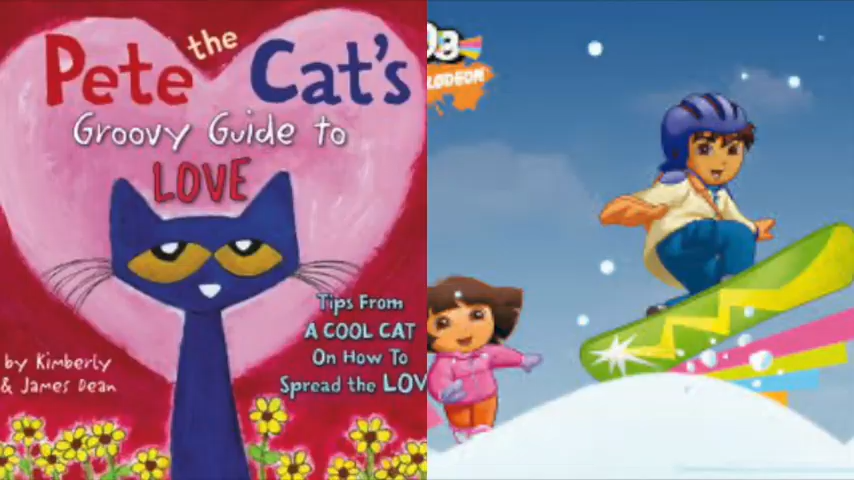 Pete the Cat's
Groovy Guide to
LOVE
Tips From
A COOL CAT
On How To
Spread the LOV
by Kimberly
& James Dean